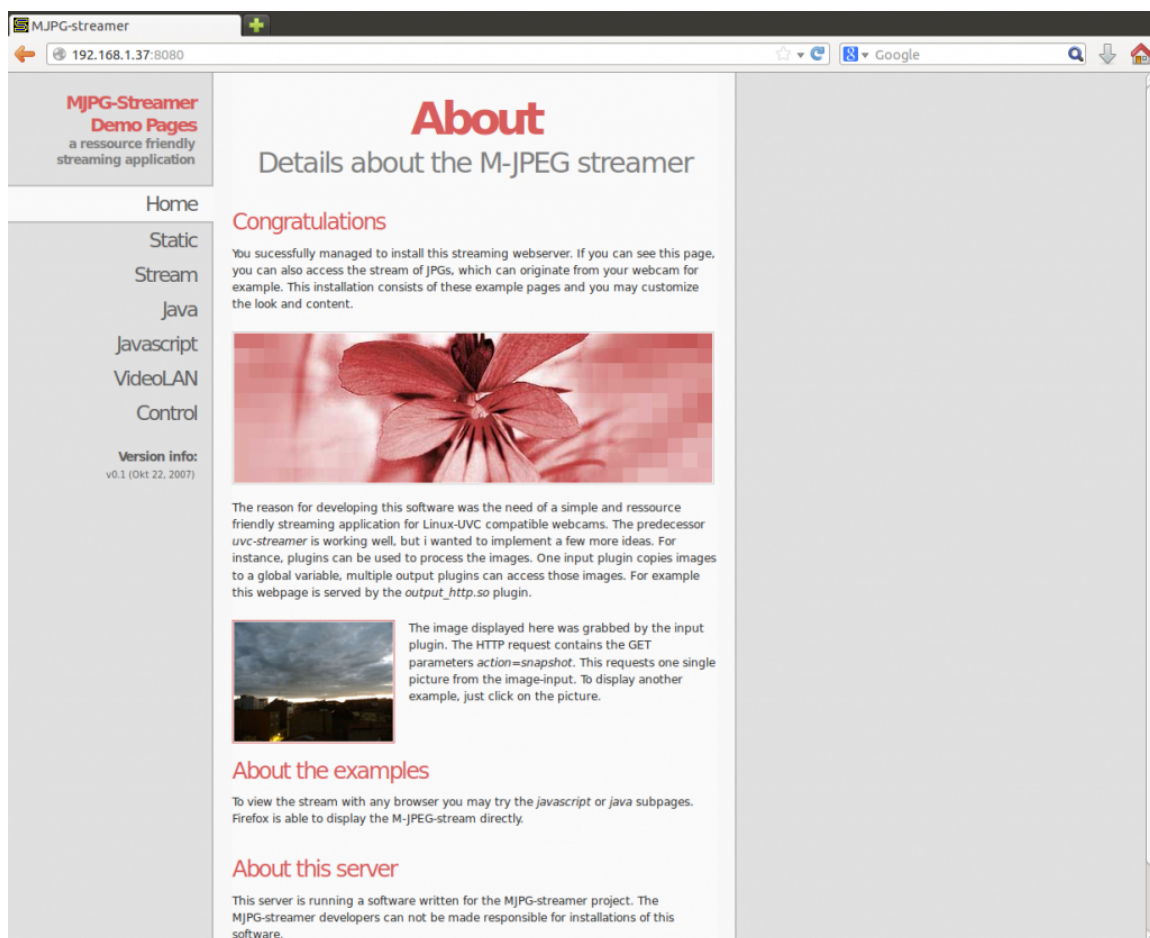 MJPG-streamer
192.168.1.37:8080
Google
MJPG-Streamer
Demo Pages
a ressource friendly
streaming application
Home
Static
Stream
Java
Javascript
VideoLAN
Control
Version info:
v0.1 (Okt 22, 2007)
About
Details about the M-JPEG streamer
Congratulations
You sucessfully managed to install this streaming webserver. If you can see this page,
you can also access the stream of JPGs, which can originate from your webcam for
example. This installation consists of these example pages and you may customize
the look and content.
The reason for developing this software was the need of a simple and ressource
friendly streaming application for Linux-UVC compatible webcams. The predecessor
uvc-streamer is working well, but i wanted to implement a few more ideas. For
instance, plugins can be used to process the images. One input plugin copies images
to a global variable, multiple output plugins can access those images. For example
this webpage is served by the output_http.so plugin.
The image displayed here was grabbed by the input
plugin. The HTTP request contains the GET
parameters action=snapshot. This requests one single
picture from the image-input. To display another
example, just click on the picture.
About the examples
To view the stream with any browser you may try the javascript or java subpages.
Firefox is able to display the M-JPEG-stream directly.
About this server
This server is running a software written for the MJPG-streamer project. The
MJPG-streamer developers can not be made responsible for installations of this
software.